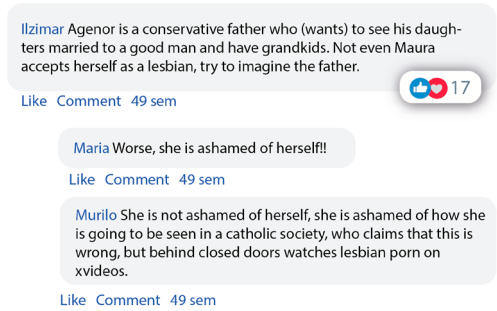 Ilzimar Agenor is a conservative father who (wants) to see his daugh-
ters married to a good man and have grandkids. Not even Maura
accepts herself as a lesbian, try to imagine the father.
17
Like Comment 49 sem
Maria Worse, she is ashamed of herself!!
Like Comment 49 sem
Murilo She is not ashamed of herself, she is ashamed of how she
is going to be seen in a catholic society, who claims that this is
wrong, but behind closed doors watches lesbian porn on
xvideos.
Like Comment 49 sem